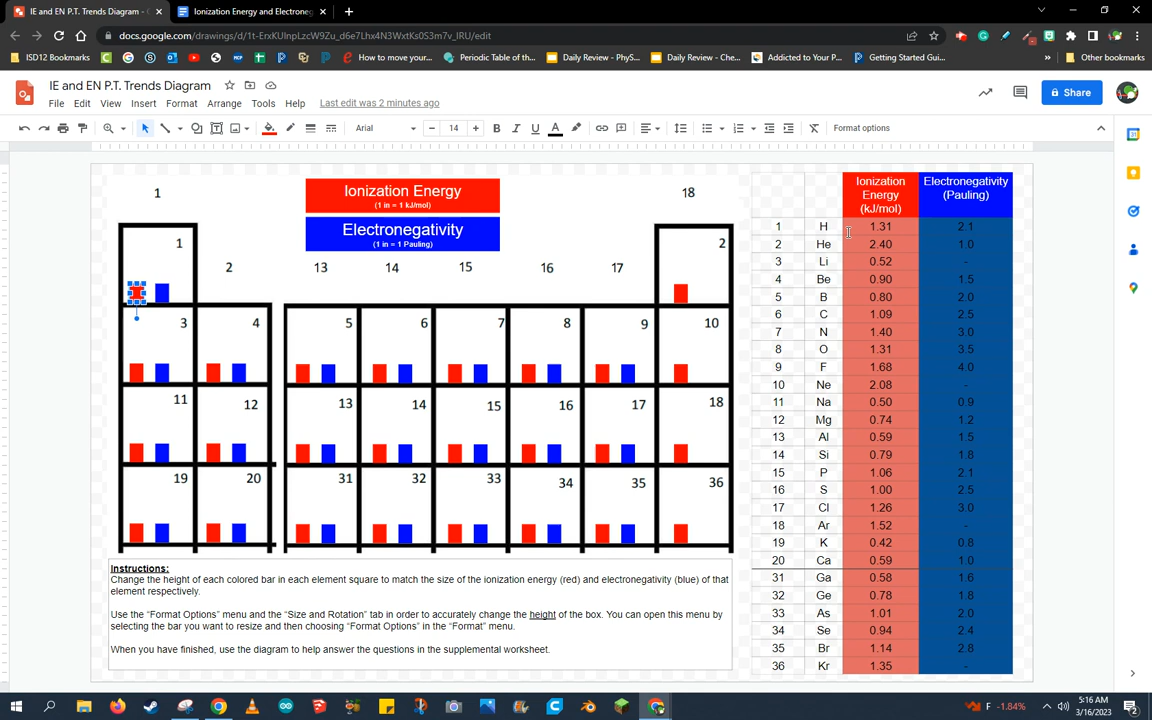 IE and EN P.T. Trends Diagram -
Ionization Energy and Electroneg
docs.google.com/drawings/d/1t-ErxKUlnpLzcW9Zu_d6e7Lhx4N3WxtKs0S3m7v_lRU/edit
ISD12 Bookmarks
How to move your...
Periodic Table of th...
Daily Review - PhyS...
Daily Review - Che...
Addicted to Your P...
Getting Started Gui...
Other bookmarks
IE and EN P.T. Trends Diagram
File Edit View Insert Format Arrange Tools Help Last edit was 2 minutes ago
Share
Arial
14
Format options
1
Ionization Energy
(1 in = 1 kJ/mol)
18
Electronegativity
(1 in = 1 Pauling)
1
2
2 13 14 15 16 17
3 4 5 6 7 8 9 10
11 12 13 14 15 16 17 18
19 20 31 32 33 34 35 36
Instructions:
Change the height of each colored bar in each element square to match the size of the ionization energy (red) and electronegativity (blue) of that
element respectively.
Use the “Format Options” menu and the “Size and Rotation” tab in order to accurately change the height of the box. You can open this menu by
selecting the bar you want to resize and then choosing “Format Options” in the “Format” menu.
When you have finished, use the diagram to help answer the questions in the supplemental worksheet.
Ionization
Energy
(kJ/mol)
Electronegativity
(Pauling)
1 H 1.31 2.1
2 He 2.40 1.0
3 Li 0.52 -
4 Be 0.90 1.5
5 B 0.80 2.0
6 C 1.09 2.5
7 N 1.40 3.0
8 O 1.31 3.5
9 F 1.68 4.0
10 Ne 2.08 -
11 Na 0.50 0.9
12 Mg 0.74 1.2
13 Al 0.59 1.5
14 Si 0.79 1.8
15 P 1.06 2.1
16 S 1.00 2.5
17 Cl 1.26 3.0
18 Ar 1.52 -
19 K 0.42 0.8
20 Ca 0.59 1.0
31 Ga 0.58 1.6
32 Ge 0.78 1.8
33 As 1.01 2.0
34 Se 0.94 2.4
35 Br 1.14 2.8
36 Kr 1.35 -
F -1.84%
5:16 AM
3/16/2023